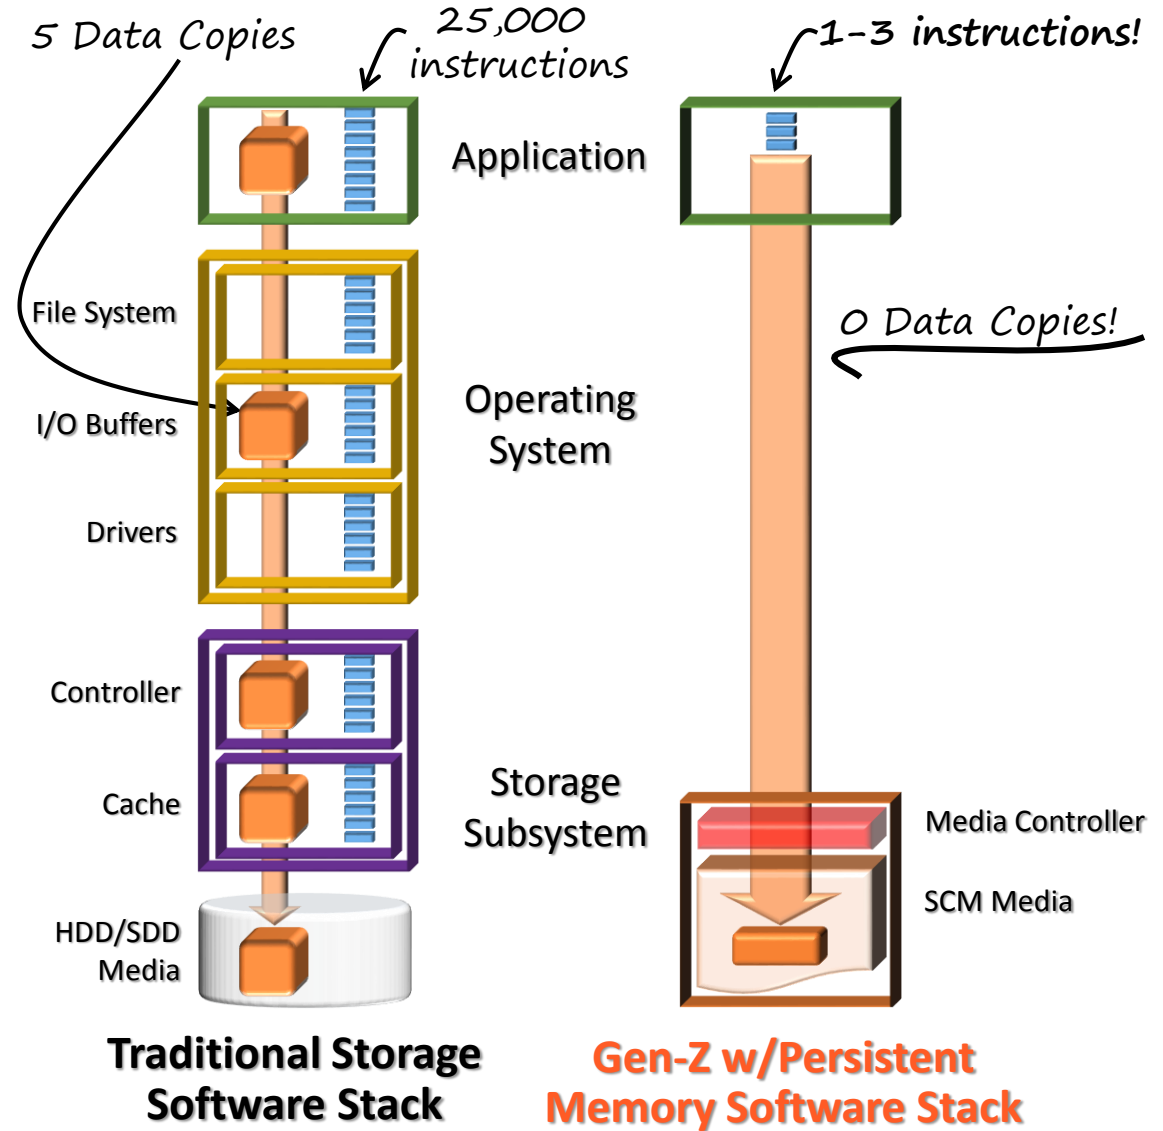 5 Data Copies
25,000
instructions
1-3 instructions!
Application
File System
0 Data Copies!
I/O Buffers
Operating
System
Drivers
Controller
Cache
Storage
Subsystem
Media Controller
SCM Media
HDD/SDD
Media
Traditional Storage
Software Stack
Gen-Z w/Persistent
Memory Software Stack